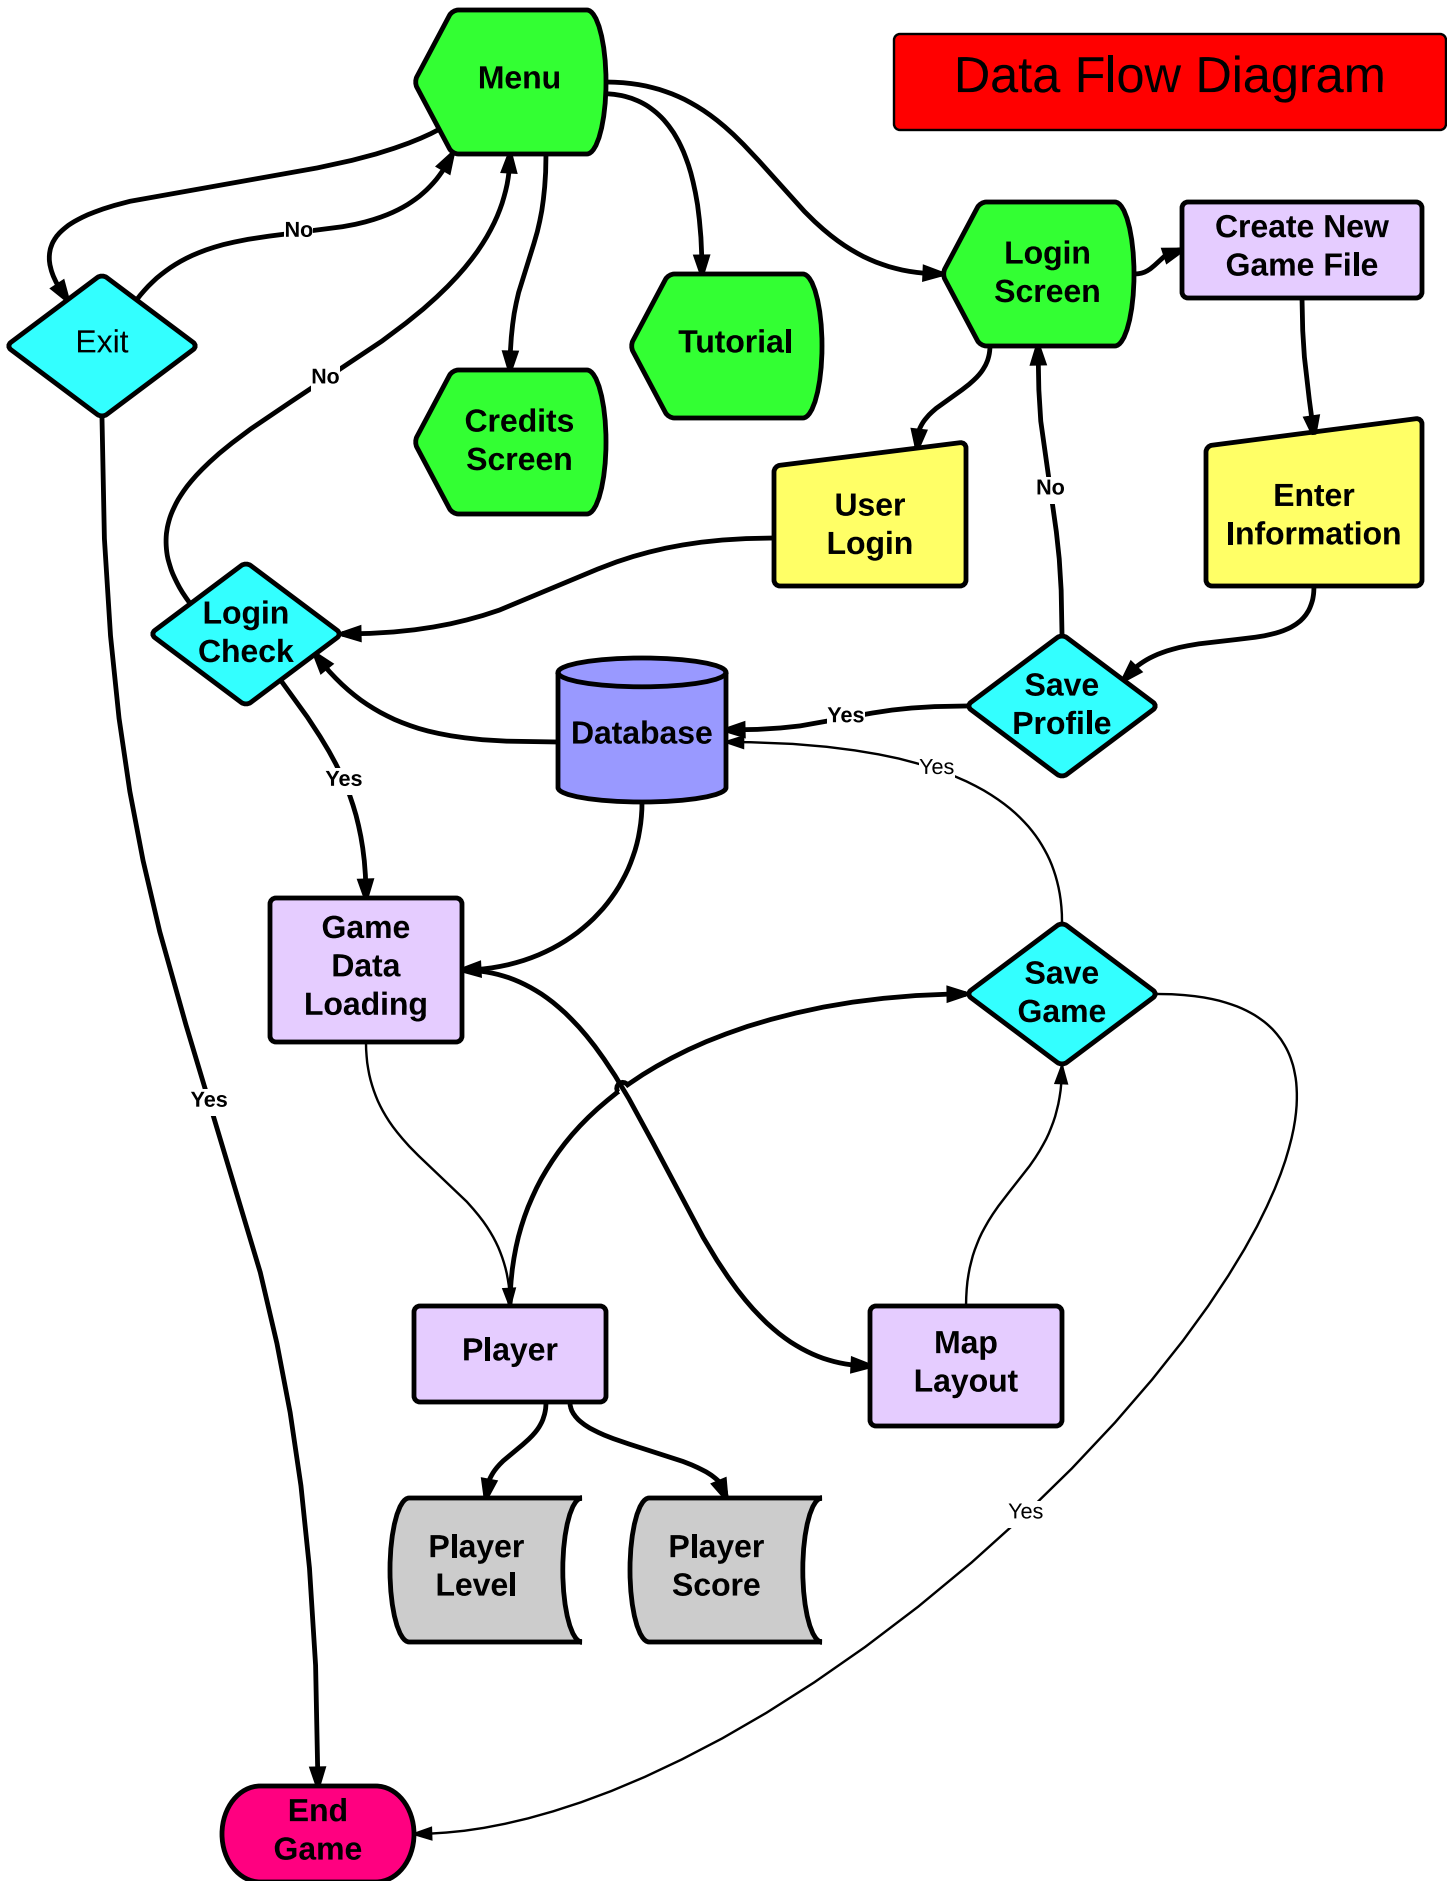 Menu
Data Flow Diagram
No
Login
Screen
Create New
Game File
Exit
Tutorial
No
Credits
Screen
User
Login
No
Enter
Information
Login
Check
Database
Yes
Save
Profile
Yes
Yes
Game
Data
Loading
Save
Game
Yes
Player
Map
Layout
Yes
Player
Level
Player
Score
End
Game